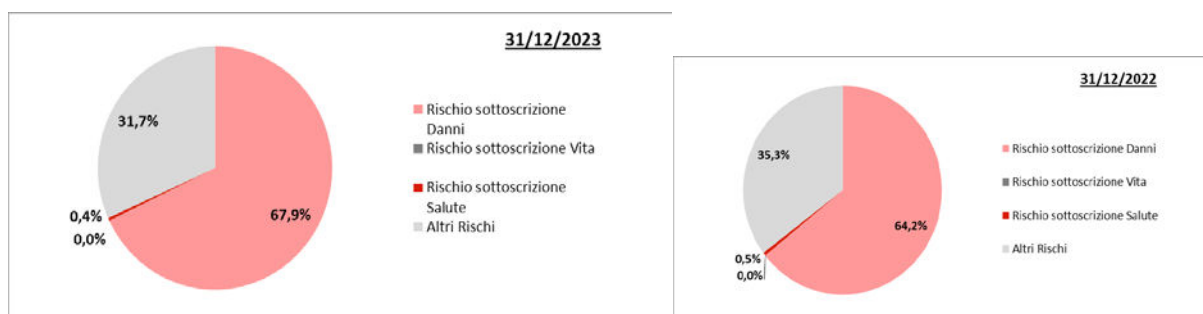 31/12/2023
31,7%
0,4%
0,0%
67,9%
Rischio sottoscrizione
Danni
Rischio sottoscrizione Vita
Rischio sottoscrizione
Salute
Altri Rischi
31/12/2022
35,3%
0,5%
0,0%
64,2%
Rischio sottoscrizione Danni
Rischio sottoscrizione Vita
Rischio sottoscrizione Salute
Altri Rischi